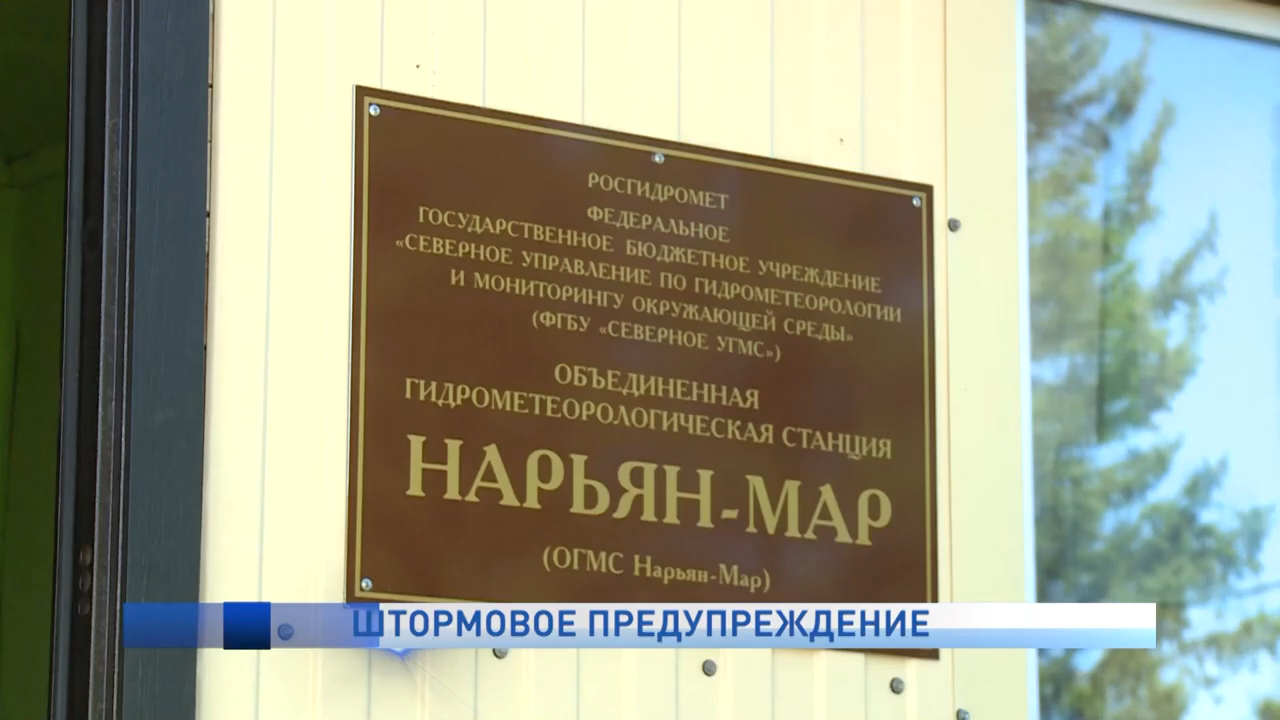 РОСГИДРОМЕТ
ФЕДЕРАЛЬНОЕ
ГОСУДАРСТВЕННОЕ БЮДЖЕТНОЕ УЧРЕЖДЕНИЕ
«СЕВЕРНОЕ УПРАВЛЕНИЕ ПО ГИДРОМЕТЕОРОЛОГИИ
И МОНИТОРИНГУ ОКРУЖАЮЩЕЙ СРЕДЫ»
(ФГБУ «СЕВЕРНОЕ УГМС»)
ОБЪЕДИНЕННАЯ
ГИДРОМЕТЕОРОЛОГИЧЕСКАЯ СТАНЦИЯ
НАРЬЯН-МАР
(ОГМС Нарьян-Мар)
ШТОРМОВОЕ ПРЕДУПРЕЖДЕНИЕ